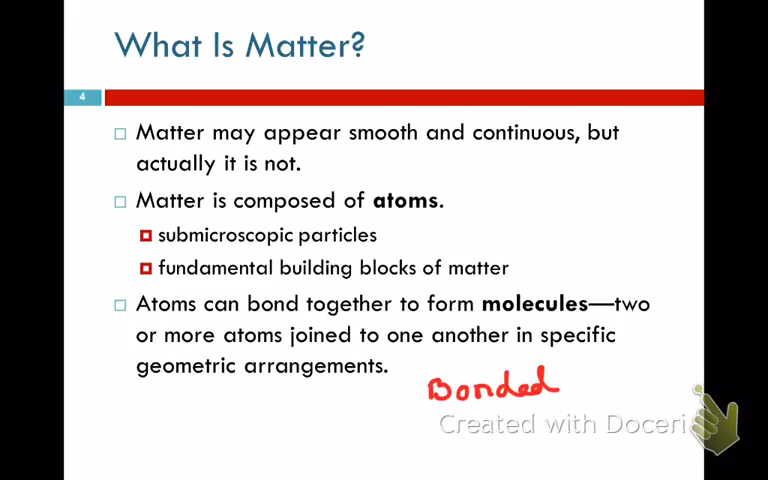 What Is Matter?
4
Matter may appear smooth and continuous, but
actually it is not.
Matter is composed of atoms.
submicroscopic particles
fundamental building blocks of matter
Atoms can bond together to form molecules—two
or more atoms joined to one another in specific
geometric arrangements.
Bonded
Created with Doceri